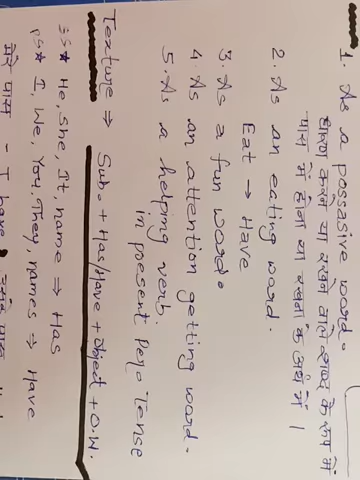 1. As a possasive word.
धारण करने या रखने वाले शब्द के रूप में
पास में होना या रखना के अर्थ में ।
2. As an eating word.
Eat → Have
3. As a fun word.
4. As an attention getting word.
5. As a helping verb.
in present Per. Tense
Texture ⇒ Sub. + Has/Have + object + O.W.
* He, She, It, name ⇒ Has
* I, We, You, They, names ⇒ Have
मेरे पास - I have